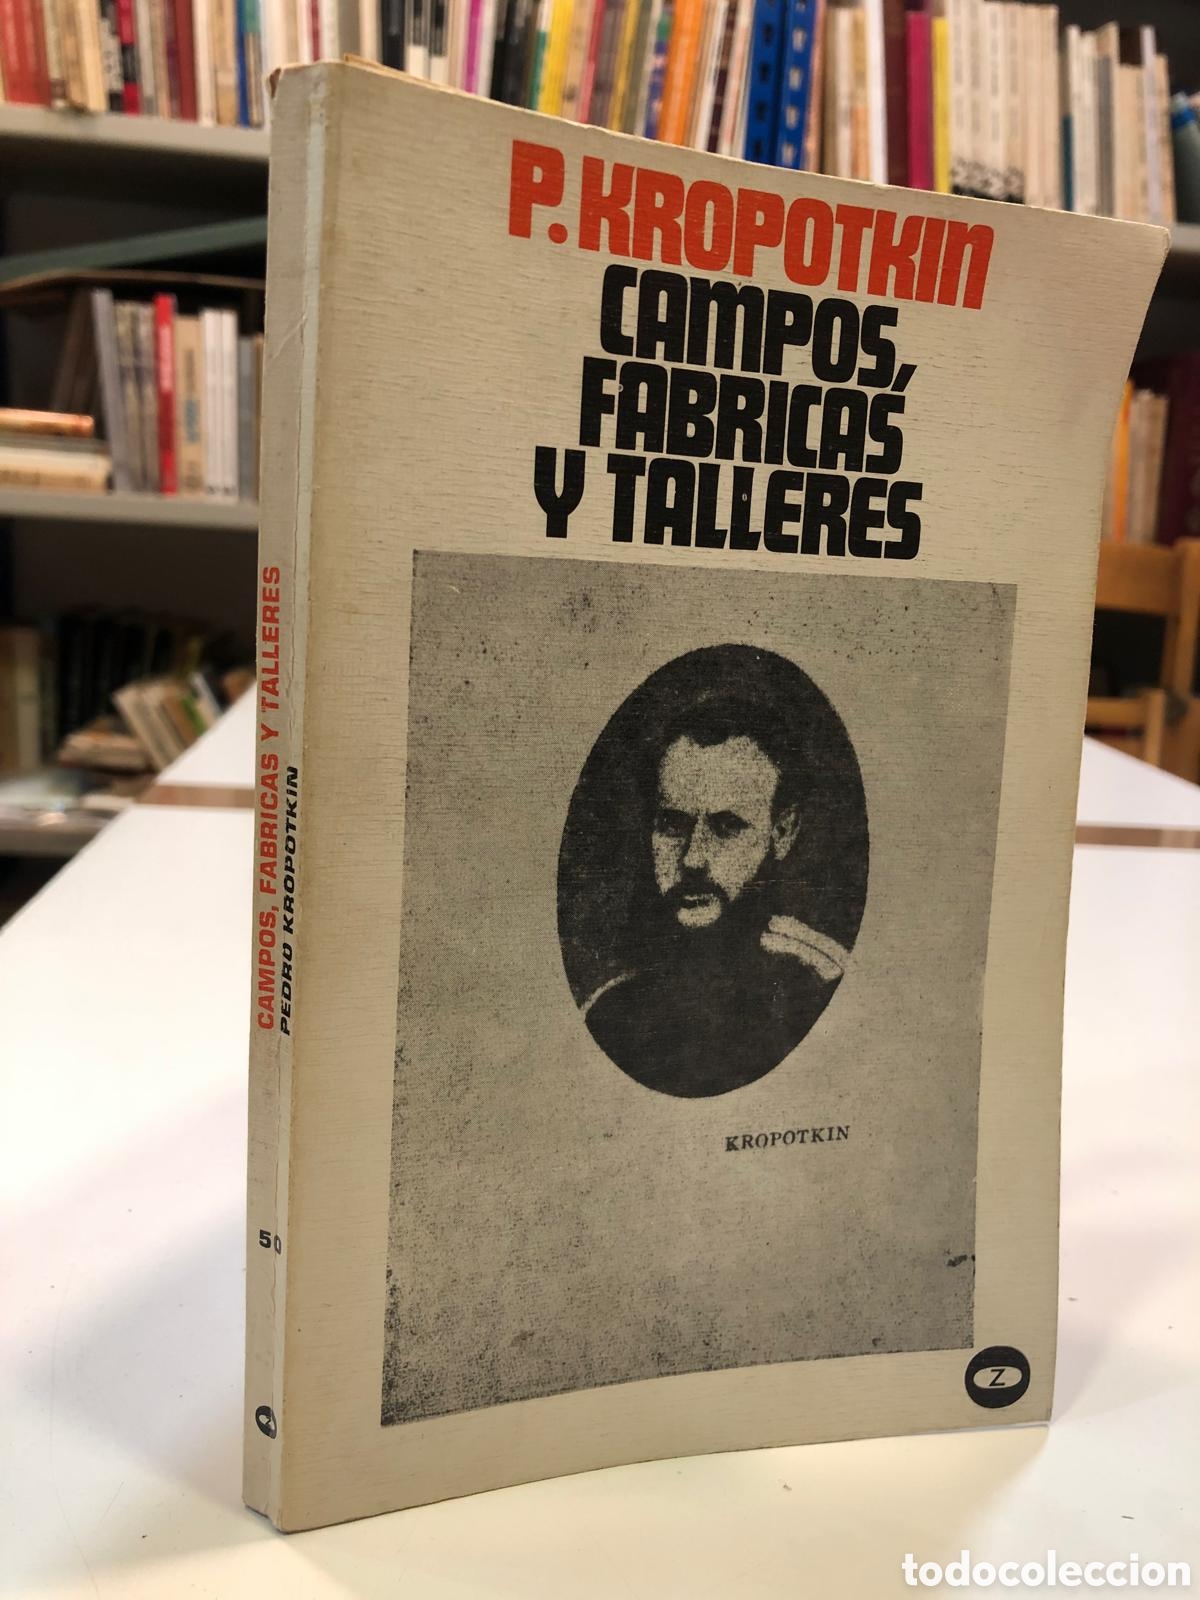 P. KROPOTKIN
CAMPOS,
FABRICAS
Y TALLERES
KROPOTKIN
Z
CAMPOS, FABRICAS Y TALLERES
PEDRO KROPOTKIN
50
Z
todocoleccion